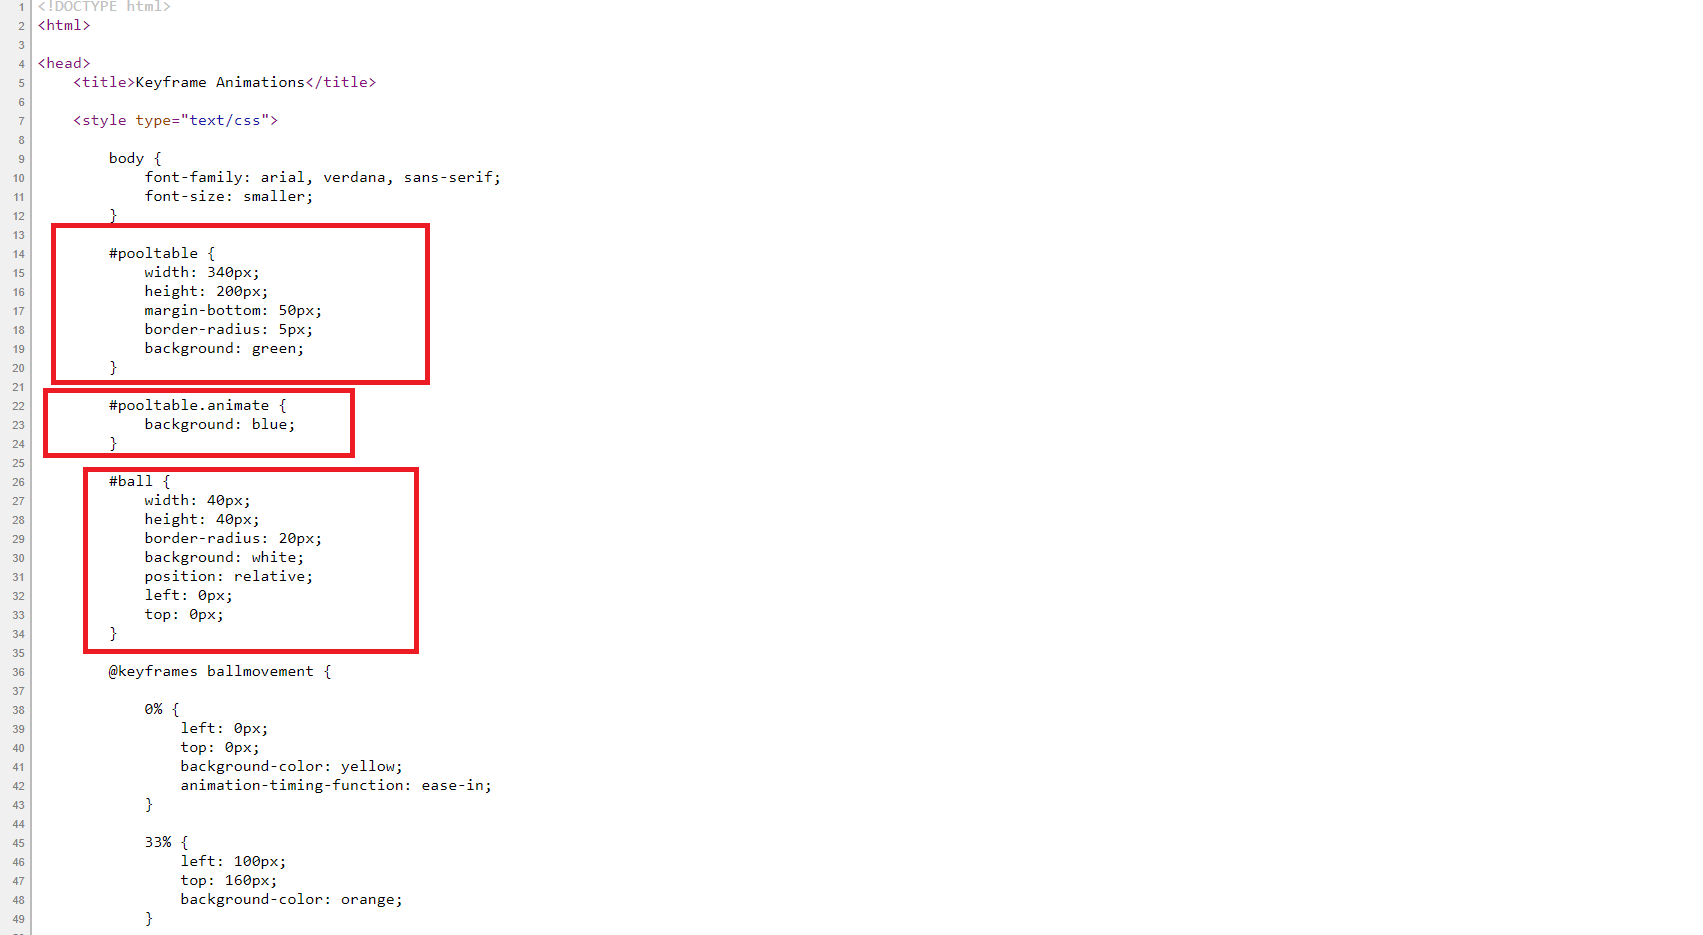 1 <!DOCTYPE html>
2 <html>
3
4 <head>
5 <title>Keyframe Animations</title>
6
7 <style type="text/css">
8
9 body {
10 font-family: arial, verdana, sans-serif;
11 font-size: smaller;
12 }
13
14 #pooltable {
15 width: 340px;
16 height: 200px;
17 margin-bottom: 50px;
18 border-radius: 5px;
19 background: green;
20 }
21
22 #pooltable.animate {
23 background: blue;
24 }
25
26 #ball {
27 width: 40px;
28 height: 40px;
29 border-radius: 20px;
30 background: white;
31 position: relative;
32 left: 0px;
33 top: 0px;
34 }
35
36 @keyframes ballmovement {
37
38 0% {
39 left: 0px;
40 top: 0px;
41 background-color: yellow;
42 animation-timing-function: ease-in;
43 }
44
45 33% {
46 left: 100px;
47 top: 160px;
48 background-color: orange;
49 }